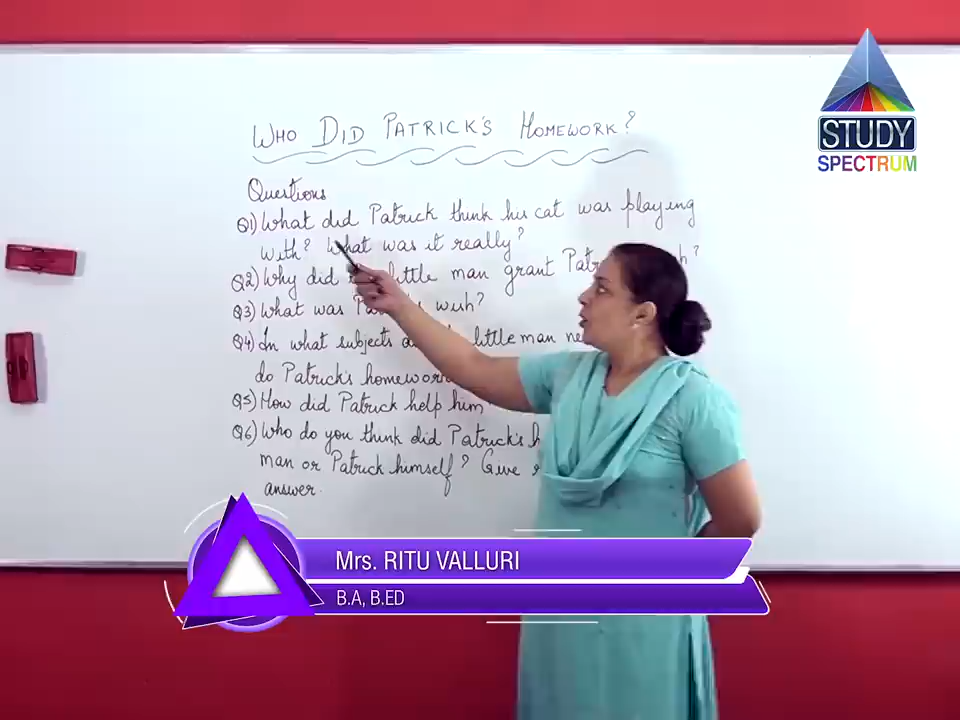 WHO DID PATRICK'S HOMEWORK?
Questions
Q1) What did Patrick think his cat was playing
with? What was it really?
Q2) Why did little man grant
Q3) What was wish?
Q4) In what subjects little man
do Patrick's homework
Q5) How did Patrick help him
Q6) Who do you think did Patrick's
man or Patrick himself? Give
answer.
STUDY
SPECTRUM
Mrs. RITU VALLURI
B.A, B.ED